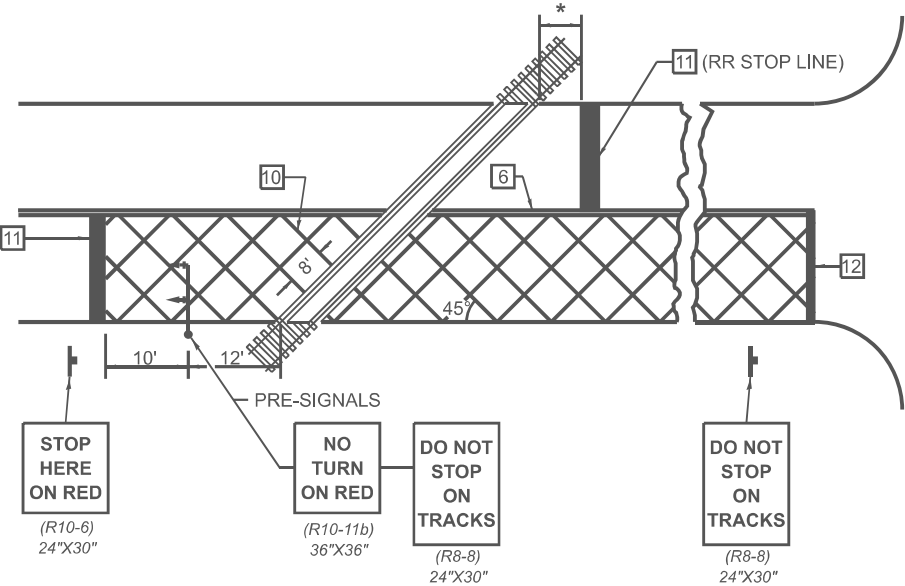 *
11 (RR STOP LINE)
10
6
11
8'
12
45°
10'
12'
PRE-SIGNALS
STOP
HERE
ON RED
(R10-6)
24"X30"
NO
TURN
ON RED
(R10-11b)
36"X36"
DO NOT
STOP
ON
TRACKS
(R8-8)
24"X30"
DO NOT
STOP
ON
TRACKS
(R8-8)
24"X30"